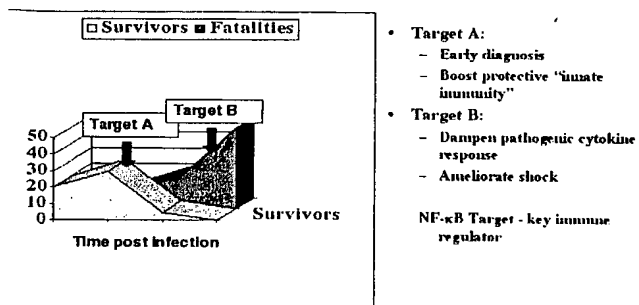 Survivors Fatalities
Target A
Target B
50
40
30
20
10
0
Survivors
Time post infection
• Target A:
– Early diagnosis
– Boost protective "innate
immunity"
• Target B:
– Dampen pathogenic cytokine
response
– Ameliorate shock
NF-κB Target - key immune
regulator